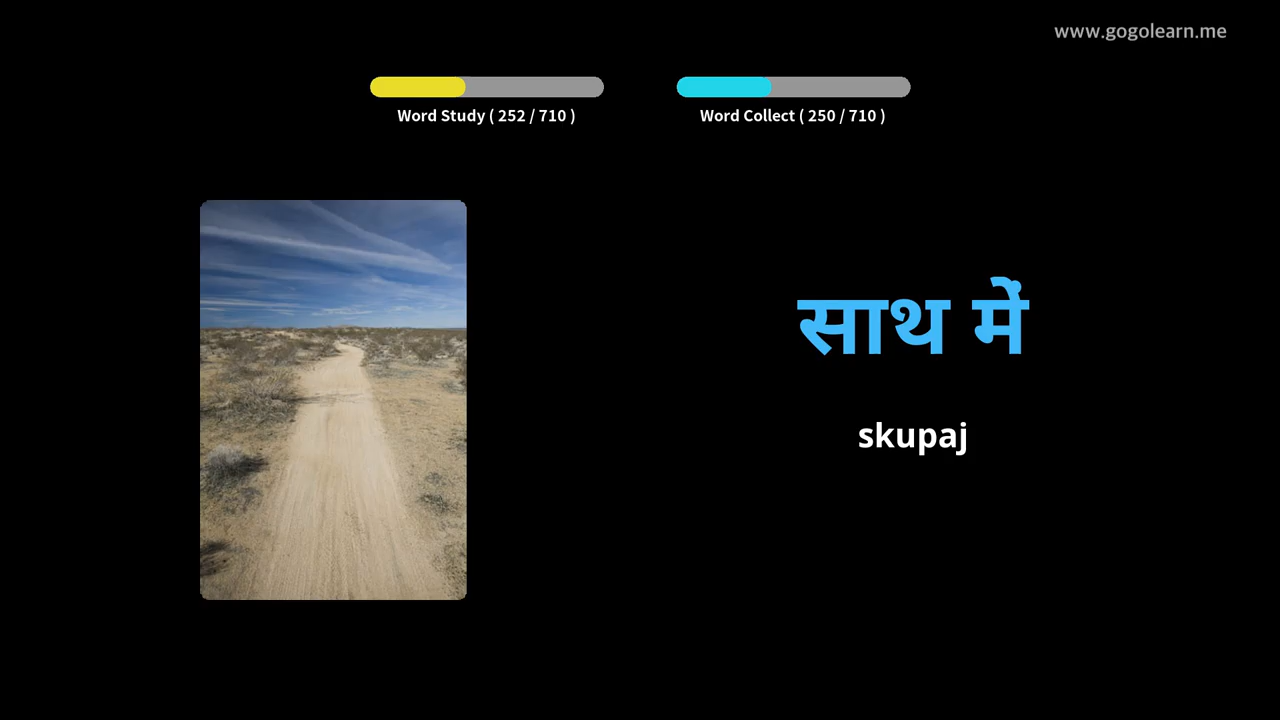 www.gogolearn.me
Word Study ( 252 / 710 )
Word Collect ( 250 / 710 )
साथ में
skupaj